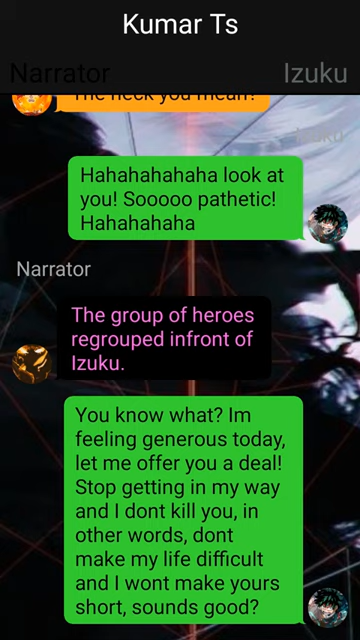 Kumar Ts
Narrator
Izuku
The heck you mean?
Izuku
Hahahahahaha look at
you! Sooooo pathetic!
Hahahahaha
Narrator
The group of heroes
regrouped infront of
Izuku.
You know what? Im
feeling generous today,
let me offer you a deal!
Stop getting in my way
and I dont kill you, in
other words, dont
make my life difficult
and I wont make yours
short, sounds good?